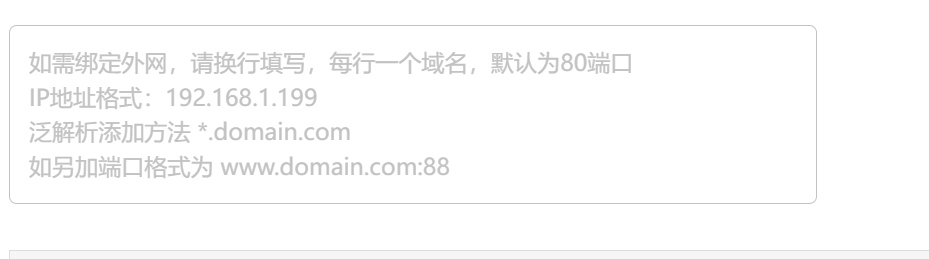 如需绑定外网，请换行填写，每行一个域名，默认为80端口
IP地址格式：192.168.1.199
泛解析添加方法 *.domain.com
如另加端口格式为 www.domain.com:88